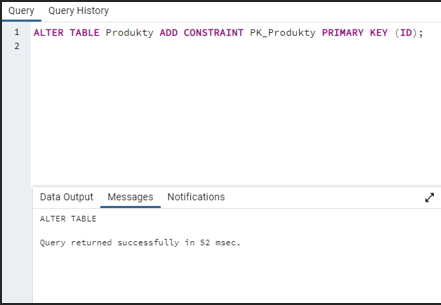 Query Query History
1 ALTER TABLE Produkty ADD CONSTRAINT PK_Produkty PRIMARY KEY (ID);
2
Data Output Messages Notifications
ALTER TABLE
Query returned successfully in 52 msec.